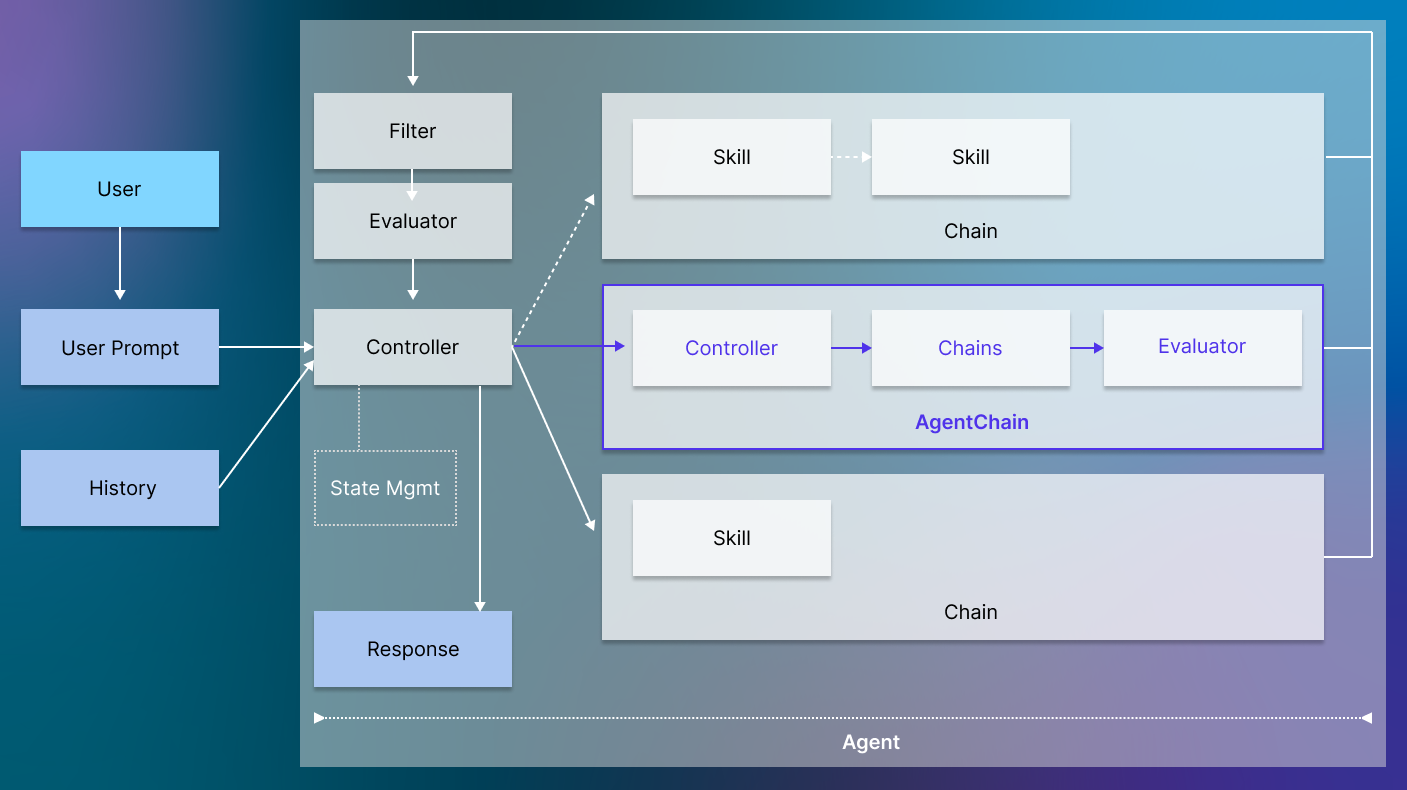 User
User Prompt
History
Filter
Evaluator
Controller
State Mgmt
Response
Skill
Skill
Chain
Controller
Chains
Evaluator
AgentChain
Skill
Chain
Agent